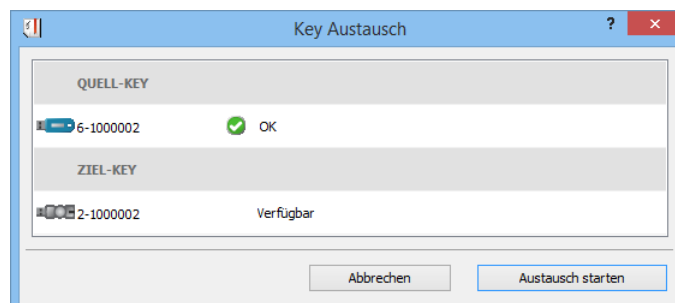 Key Austausch
QUELL-KEY
6-1000002 OK
ZIEL-KEY
2-1000002 Verfügbar
Abbrechen Austausch starten